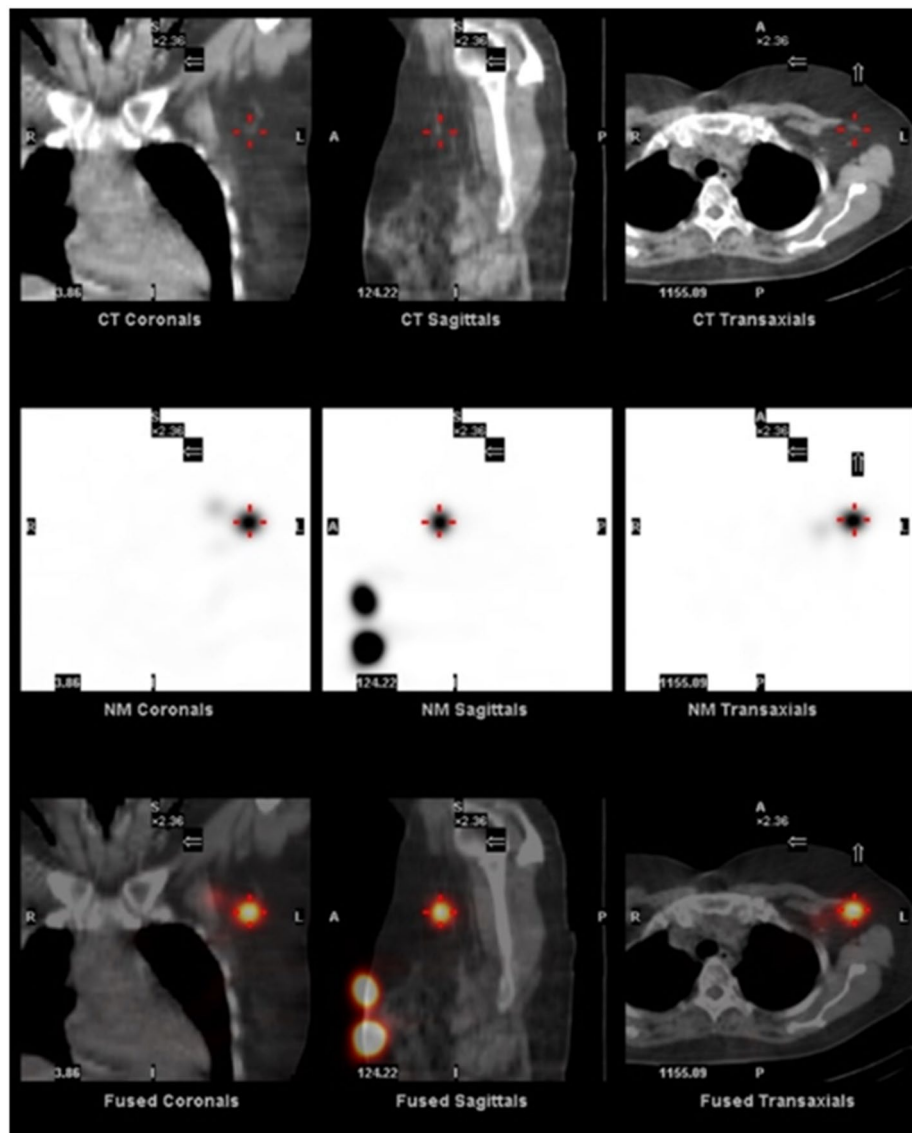 S S A
×2.36 ×2.36 ×2.36
⇐ ⇐ ⇐ ⇑
R L A P R L
3.86 I 124.22 I 1155.09 P
CT Coronals CT Sagittals CT Transaxials
S S A
×2.36 ×2.36 ×2.36
⇐ ⇐ ⇐ ⇑
R L A P R L
3.86 I 124.22 I 1155.09 P
NM Coronals NM Sagittals NM Transaxials
S S A
×2.36 ×2.36 ×2.36
⇐ ⇐ ⇐ ⇑
R L A P R L
3.86 I 124.22 I 1155.09 P
Fused Coronals Fused Sagittals Fused Transaxials